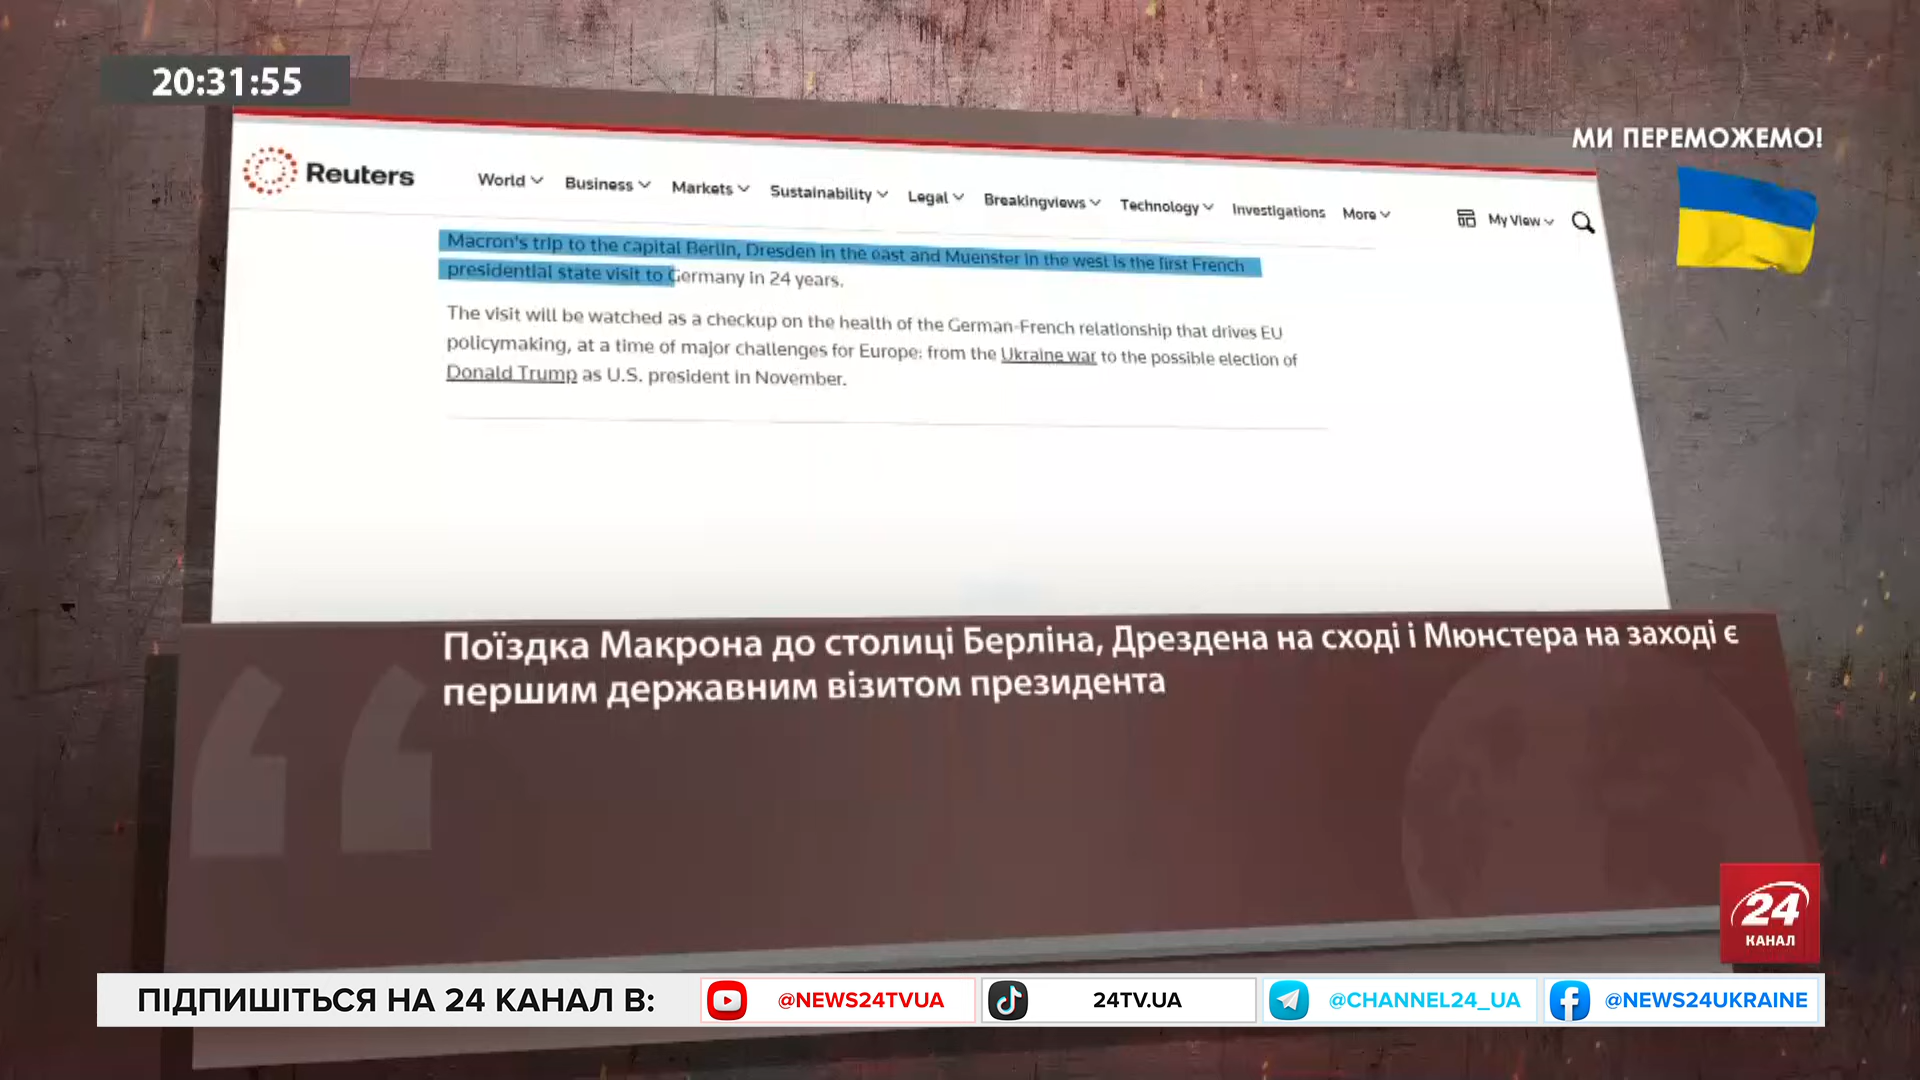 20:31:55
МИ ПЕРЕМОЖЕМО!
Reuters
World Business Markets Sustainability Legal Breakingviews Technology Investigations More My View
Macron's trip to the capital Berlin, Dresden in the east and Muenster in the west is the first French
presidential state visit to Germany in 24 years.
The visit will be watched as a checkup on the health of the German-French relationship that drives EU
policymaking, at a time of major challenges for Europe: from the Ukraine war to the possible election of
Donald Trump as U.S. president in November.
Поїздка Макрона до столиці Берліна, Дрездена на сході і Мюнстера на заході є
першим державним візитом президента
24
КАНАЛ
ПІДПИШІТЬСЯ НА 24 КАНАЛ В: @NEWS24TVUA 24TV.UA @CHANNEL24_UA @NEWS24UKRAINE